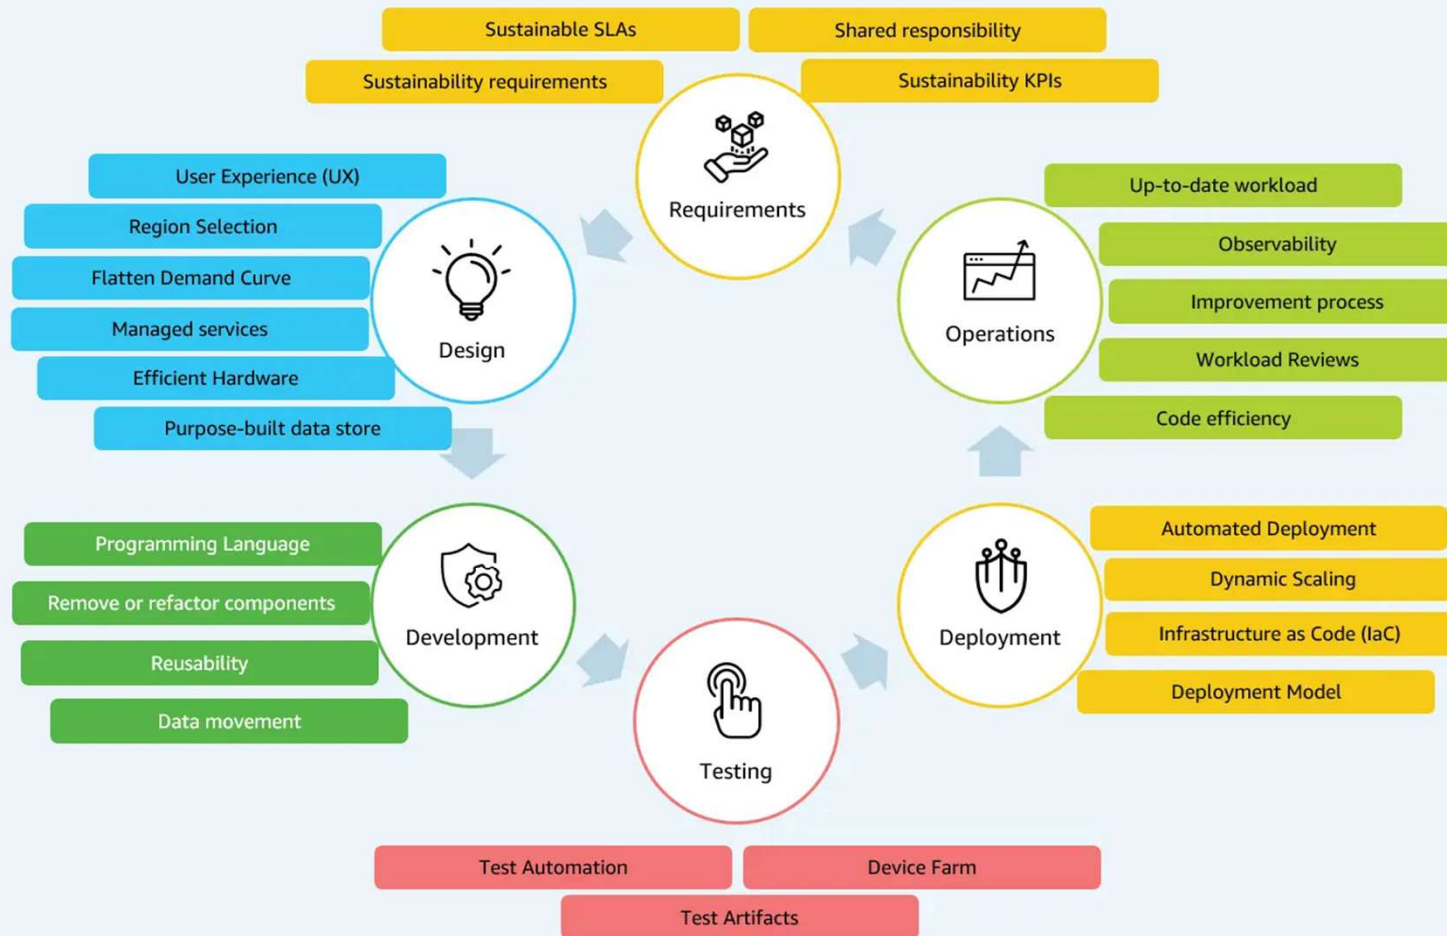 Sustainable SLAs
Shared responsibility
Sustainability requirements
Sustainability KPIs
Requirements
User Experience (UX)
Region Selection
Flatten Demand Curve
Managed services
Efficient Hardware
Purpose-built data store
Design
Up-to-date workload
Observability
Improvement process
Workload Reviews
Code efficiency
Operations
Programming Language
Remove or refactor components
Reusability
Data movement
Development
Automated Deployment
Dynamic Scaling
Infrastructure as Code (IaC)
Deployment Model
Deployment
Testing
Test Automation
Device Farm
Test Artifacts